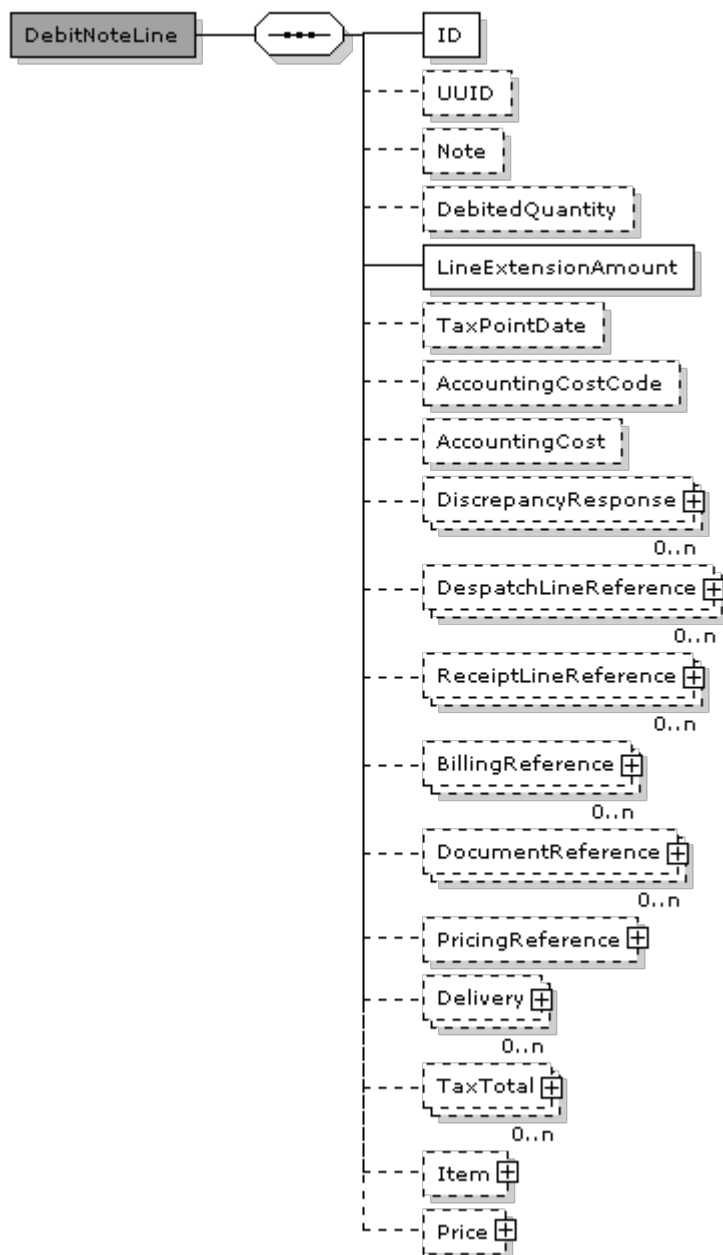 DebitNoteLine
ID
UUID
Note
DebitedQuantity
LineExtensionAmount
TaxPointDate
AccountingCostCode
AccountingCost
DiscrepancyResponse
0..n
DespatchLineReference
0..n
ReceiptLineReference
0..n
BillingReference
0..n
DocumentReference
0..n
PricingReference
Delivery
0..n
TaxTotal
0..n
Item
Price